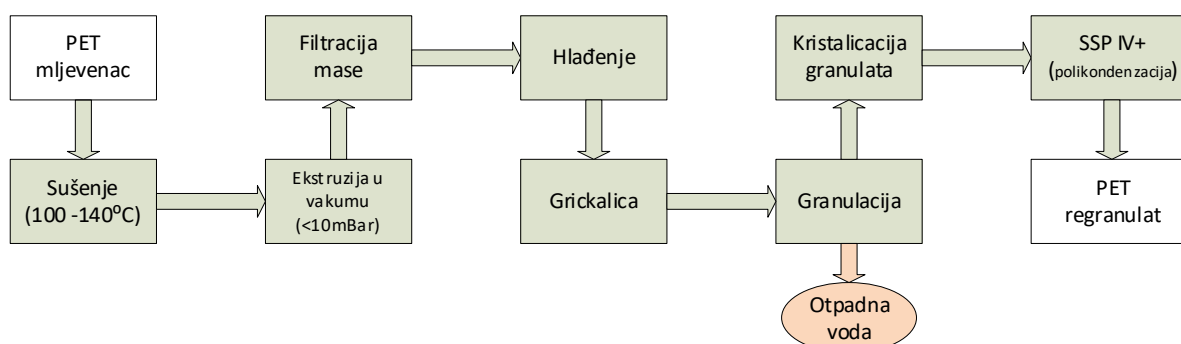 PET
mljevenac
Sušenje
(100 -140⁰C)
Ekstruzija u
vakumu
(<10mBar)
Filtracija
mase
Hlađenje
Grickalica
Granulacija
Otpadna
voda
Kristalicacija
granulata
SSP IV+
(polikondenzacija)
PET
regranulat